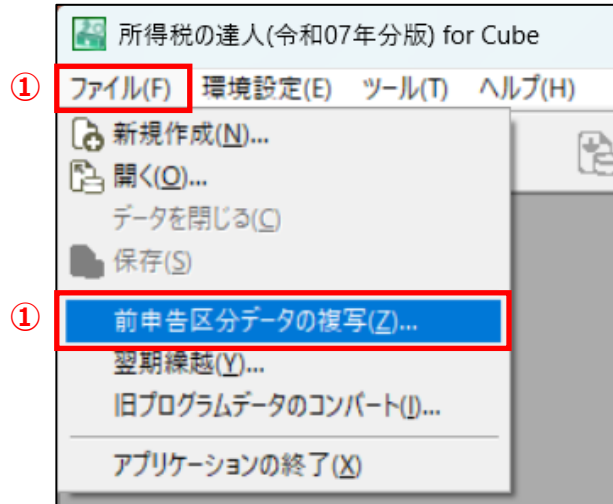 所得税の達人(令和07年分版) for Cube
① ファイル(F) 環境設定(E) ツール(T) ヘルプ(H)
新規作成(N)...
開く(O)...
データを閉じる(C)
保存(S)
① 前申告区分データの複写(Z)...
翌期繰越(Y)...
旧プログラムデータのコンバート(J)...
アプリケーションの終了(X)